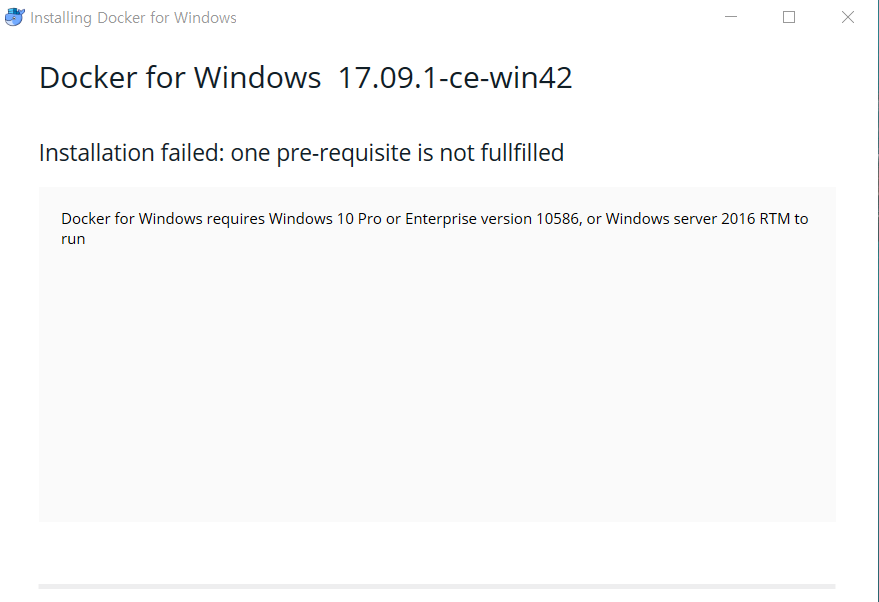 Installing Docker for Windows
Docker for Windows 17.09.1-ce-win42
Installation failed: one pre-requisite is not fullfilled
Docker for Windows requires Windows 10 Pro or Enterprise version 10586, or Windows server 2016 RTM to
run